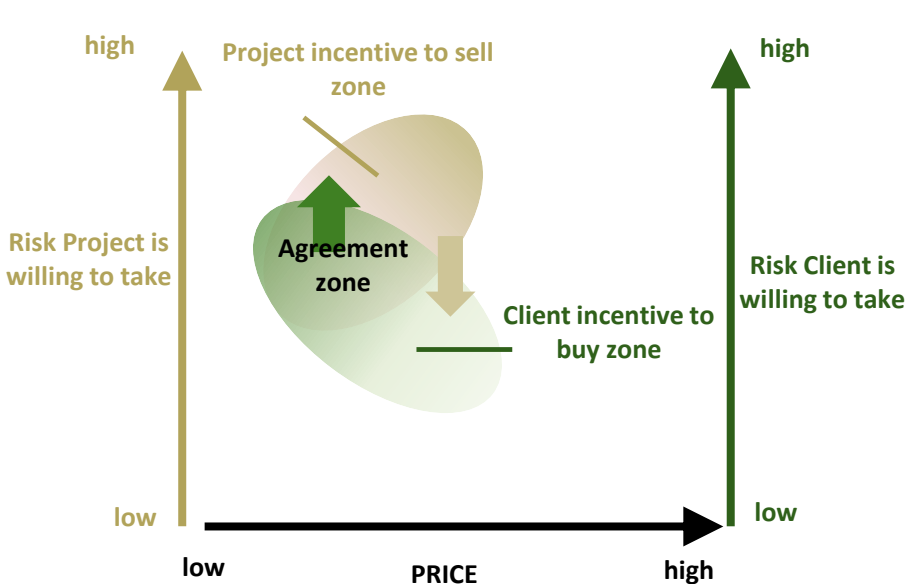 high
Project incentive to sell
zone
high
Risk Project is
willing to take
Agreement
zone
Risk Client is
willing to take
Client incentive to
buy zone
low
low
low
PRICE
high